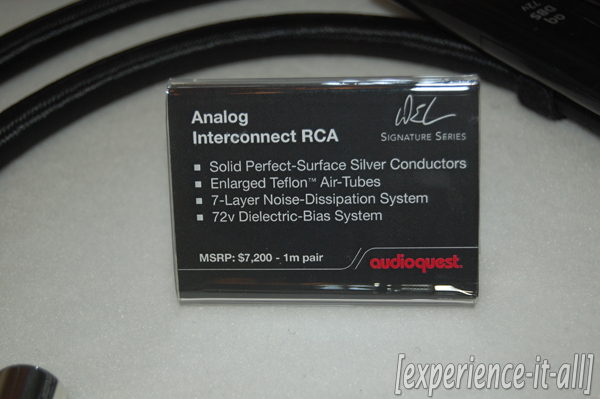 Analog
Interconnect RCA
WEL
SIGNATURE SERIES
■ Solid Perfect-Surface Silver Conductors
■ Enlarged Teflon™ Air-Tubes
■ 7-Layer Noise-Dissipation System
■ 72v Dielectric-Bias System
MSRP: $7,200 - 1m pair
audioquest.
[experience-it-all]